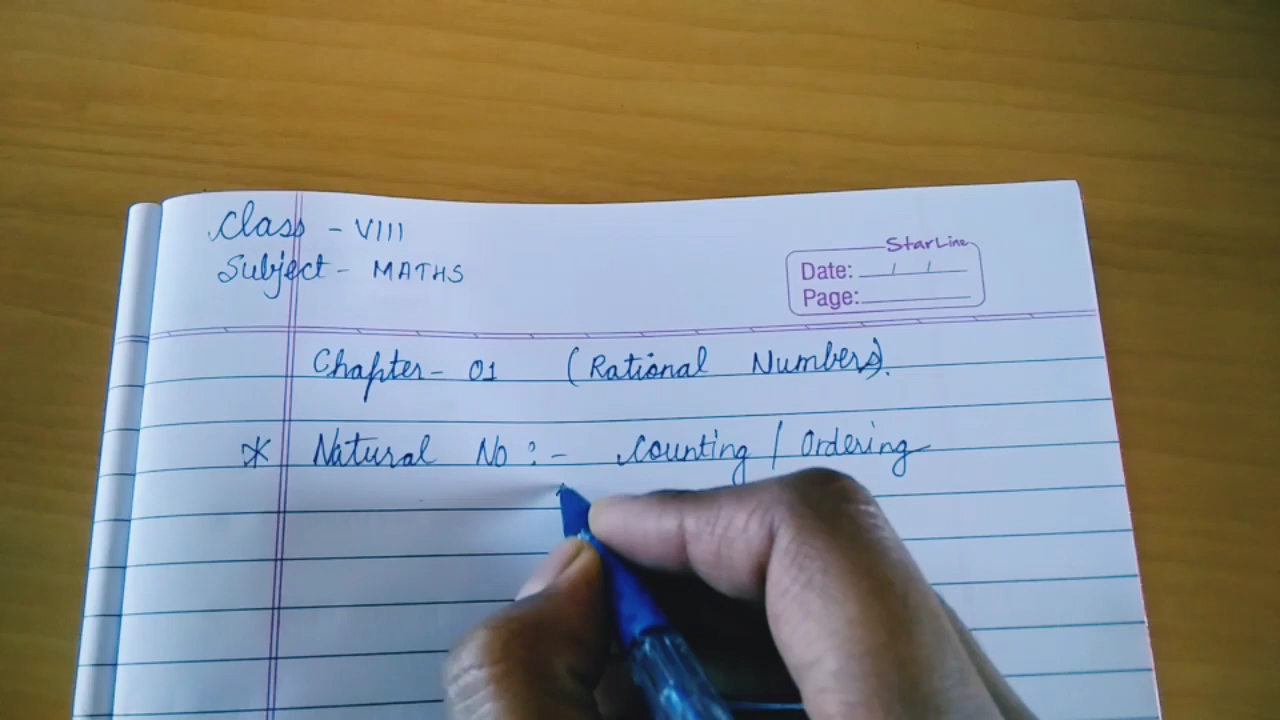 Class - VIII
Subject - MATHS
StarLine
Date: / /
Page:
Chapter - 01 (Rational Numbers).
* Natural No :- Counting / Ordering